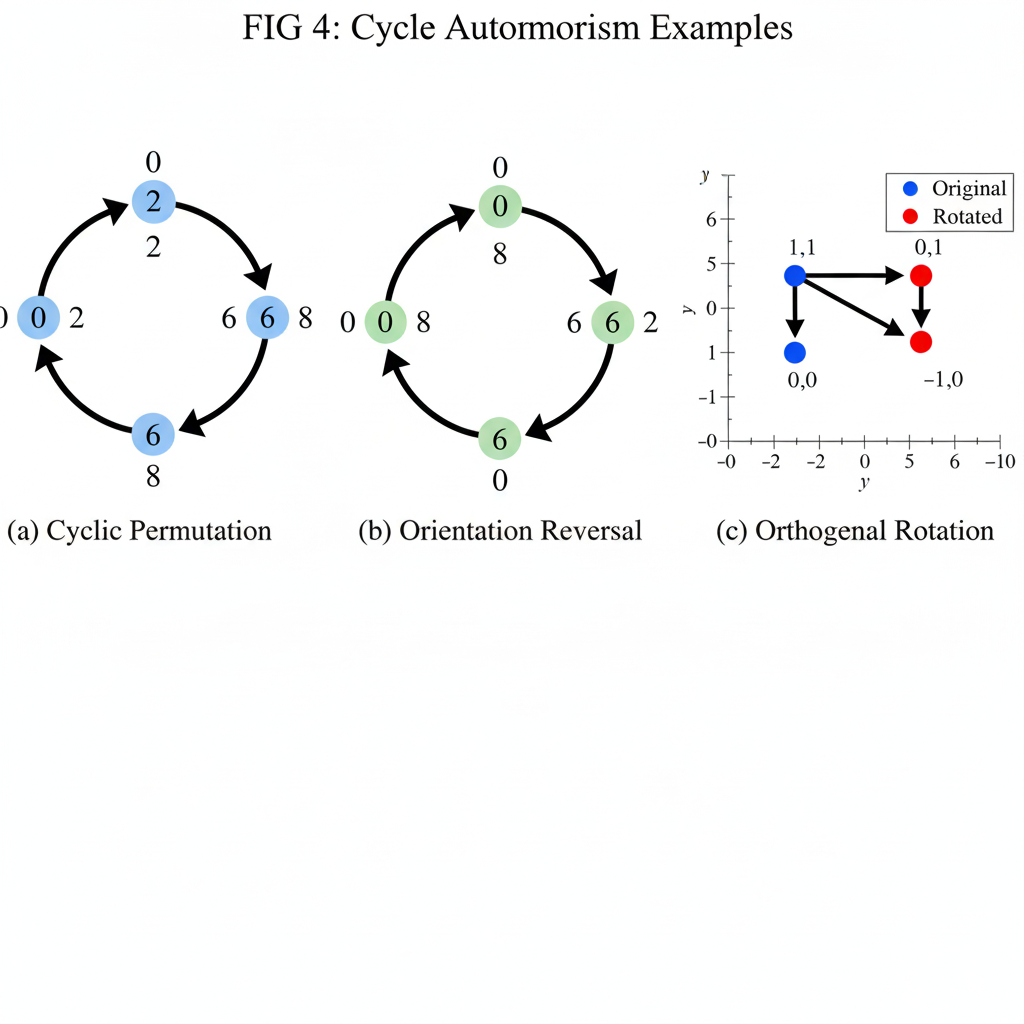 FIG 4: Cycle Autormorism Examples
0
2
2
0 0 2
6 6 8
6
8
(a) Cyclic Permutation
0
0
8
0 0 8
6 6 2
6
0
(b) Orientation Reversal
Original
Rotated
y
6
5
0
1
−1
−0
y
1,1
0,1
0,0
−1,0
−0 −2 −2 0 5 6 −10
y
(c) Orthogenal Rotation